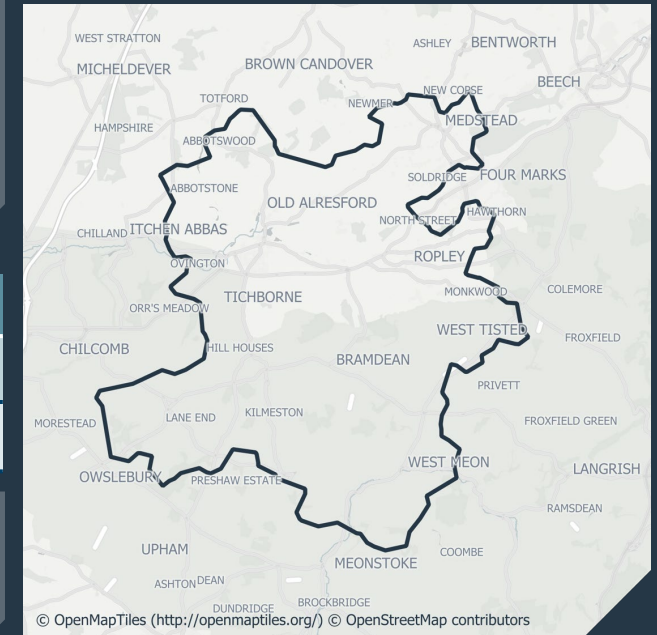 WEST STRATTON
ASHLEY
BENTWORTH
MICHELDEVER
BROWN CANDOVER
BEECH
NEW COPSE
TOTFORD
NEWMER
MEDSTEAD
HAMPSHIRE
ABBOTSWOOD
SOLDRIDGE
FOUR MARKS
ABBOTSTONE
OLD ALRESFORD
HAWTHORN
NORTH STREET
CHILLAND
ITCHEN ABBAS
ROPLEY
OVINGTON
MONKWOOD
COLEMORE
TICHBORNE
ORR'S MEADOW
WEST TISTED
FROXFIELD
CHILCOMB
HILL HOUSES
BRAMDEAN
PRIVETT
MORESTEAD
LANE END
KILMESTON
FROXFIELD GREEN
WEST MEON
LANGRISH
OWSLEBURY
PRESHAW ESTATE
RAMSDEAN
UPHAM
COOMBE
MEONSTOKE
ASHTON
DEAN
BROCKBRIDGE
DUNDRIDGE
© OpenMapTiles (http://openmaptiles.org/) © OpenStreetMap contributors